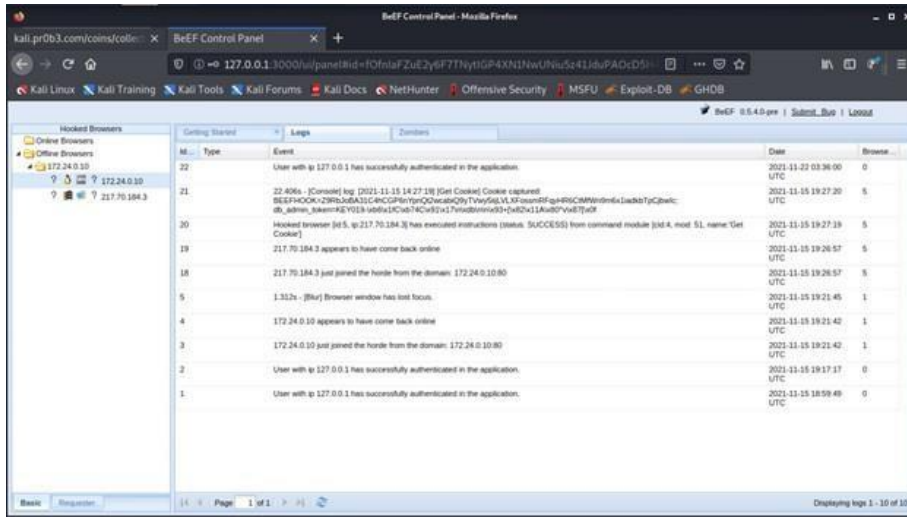 BeEF Control Panel - Mozilla Firefox
kali.pr0b3.com/coins/collec
BeEF Control Panel
127.0.0.1:3000/ui/panel#id=
Kali Linux Kali Training Kali Tools Kali Forums Kali Docs NetHunter Offensive Security MSFU Exploit-DB GHDB
BeEF 0.5.4.0-pre | Submit Bug | Logout
Hooked Browsers
Online Browsers
Offline Browsers
172.24.0.10
? ? 172.24.0.10
? ? 217.70.184.3
Getting Started Logs Zombies
Id... Type Event Date Browse...
22 User with ip 127.0.0.1 has successfully authenticated in the application. 2021-11-22 03:36:00 0
UTC
21 22.406s - [Console] log: [2021-11-15 14:27:19] [Get Cookie] Cookie captured: 2021-11-15 19:27:20 5
UTC
20 Hooked browser [id:5, ip:217.70.184.3] has executed instructions (status: SUCCESS) from command module [cid:4, mod: 51, name:'Get 2021-11-15 19:27:19 5
Cookie'] UTC
19 217.70.184.3 appears to have come back online 2021-11-15 19:26:57 5
UTC
18 217.70.184.3 just joined the horde from the domain: 172.24.0.10:80 2021-11-15 19:26:57 5
UTC
5 1.312s - [Blur] Browser window has lost focus. 2021-11-15 19:21:45 1
UTC
4 172.24.0.10 appears to have come back online 2021-11-15 19:21:42 1
UTC
3 172.24.0.10 just joined the horde from the domain: 172.24.0.10:80 2021-11-15 19:21:42 1
UTC
2 User with ip 127.0.0.1 has successfully authenticated in the application. 2021-11-15 19:17:17 0
UTC
1 User with ip 127.0.0.1 has successfully authenticated in the application. 2021-11-15 18:59:49 0
UTC
Basic Requester
Page 1 of 1
Displaying logs 1 - 10 of 10